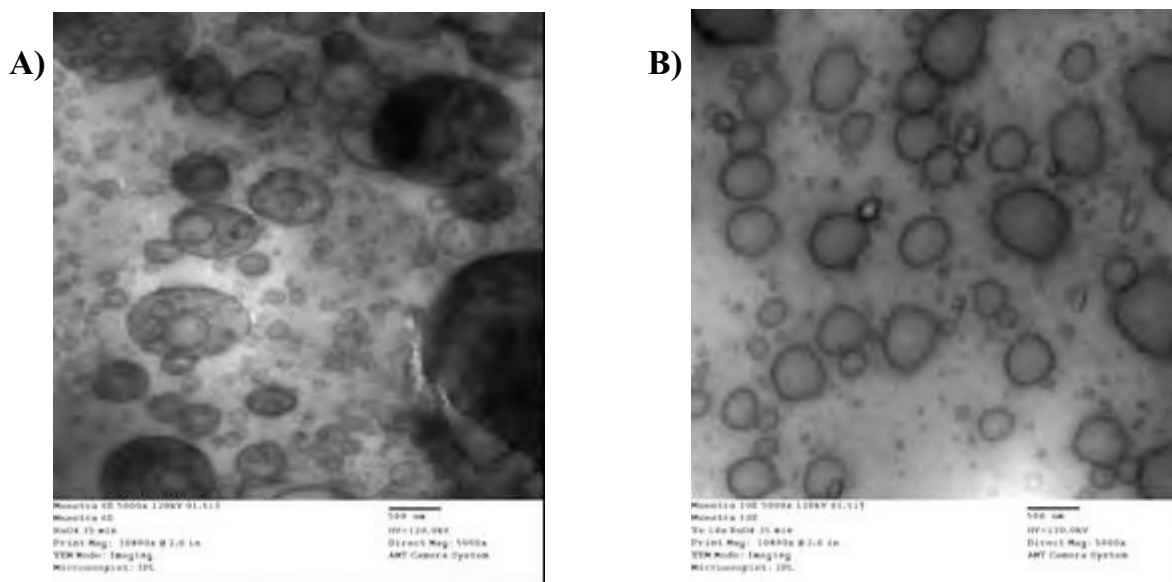 A)
B)
Muestra 6E 5000x 120kV 01.tif
Muestra 6E
RuO4 35 min
Print Mag: 10800x @ 2.0 in
TEM Mode: Imaging
Microscopist: IPL
500 nm
HV=120.0kV
Direct Mag: 5000x
AMT Camera System
Muestra 10E 5000x 120kV 01.tif
Muestra 10E
RuO4 35 min
Print Mag: 10800x @ 2.0 in
TEM Mode: Imaging
Microscopist: IPL
500 nm
HV=120.0kV
Direct Mag: 5000x
AMT Camera System